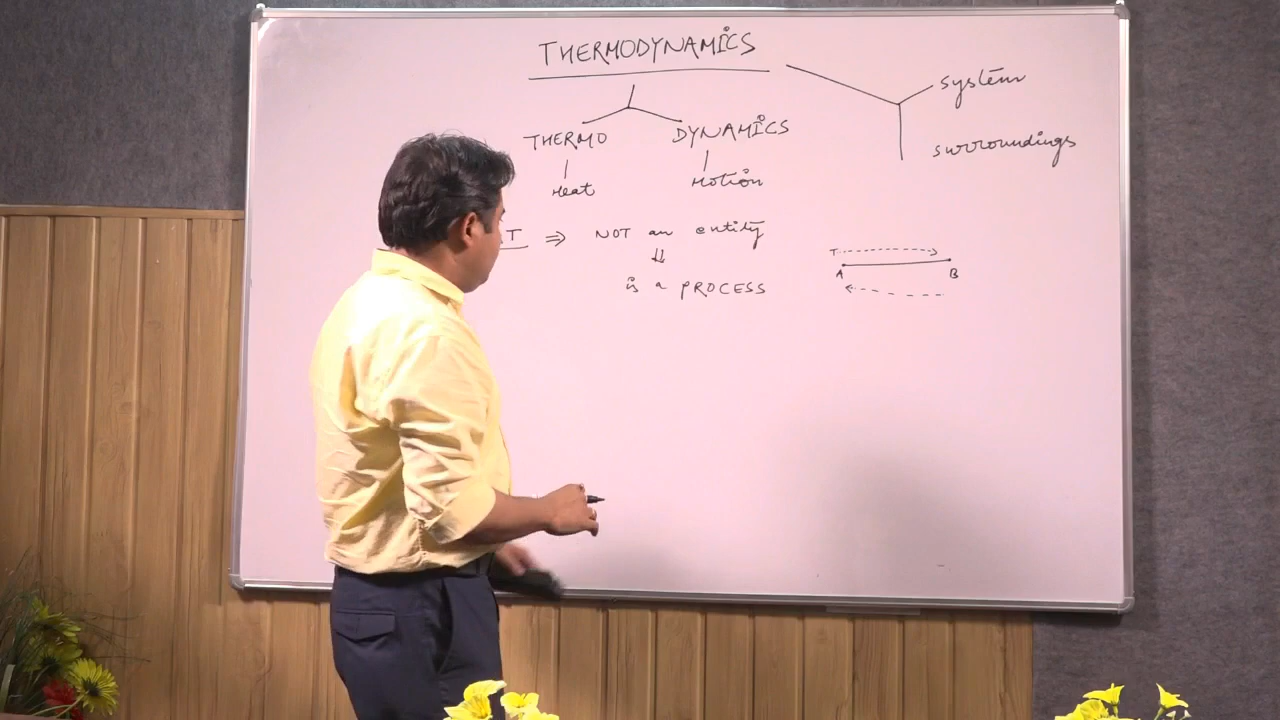 THERMODYNAMICS
system
surroundings
THERMO DYNAMICS
Heat Motion
T ⇒ NOT an entity
⇓
is a PROCESS
T
A B